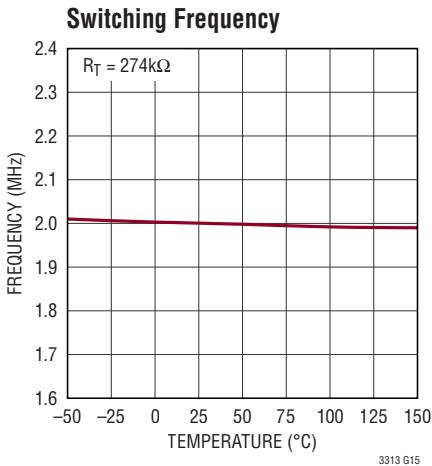 Switching Frequency
R_T = 274kΩ
2.4
2.3
2.2
2.1
2.0
1.9
1.8
1.7
1.6
FREQUENCY (MHz)
–50 –25 0 25 50 75 100 125 150
TEMPERATURE (°C)
3313 G15